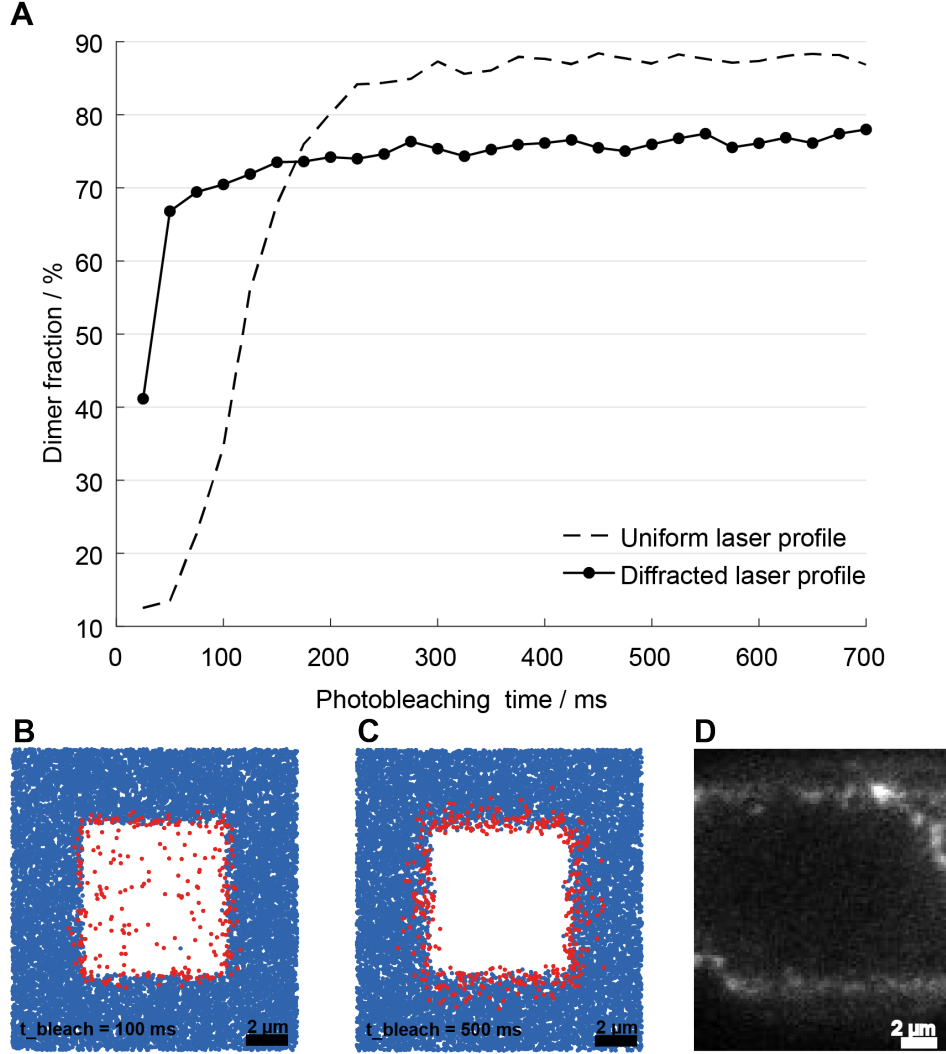 A
90
80
70
60
50
40
30
20
10
Dimer fraction / %
Uniform laser profile
Diffracted laser profile
0 100 200 300 400 500 600 700
Photobleaching time / ms
B C D
t_bleach = 100 ms 2 µm
t_bleach = 500 ms 2 µm
2 µm